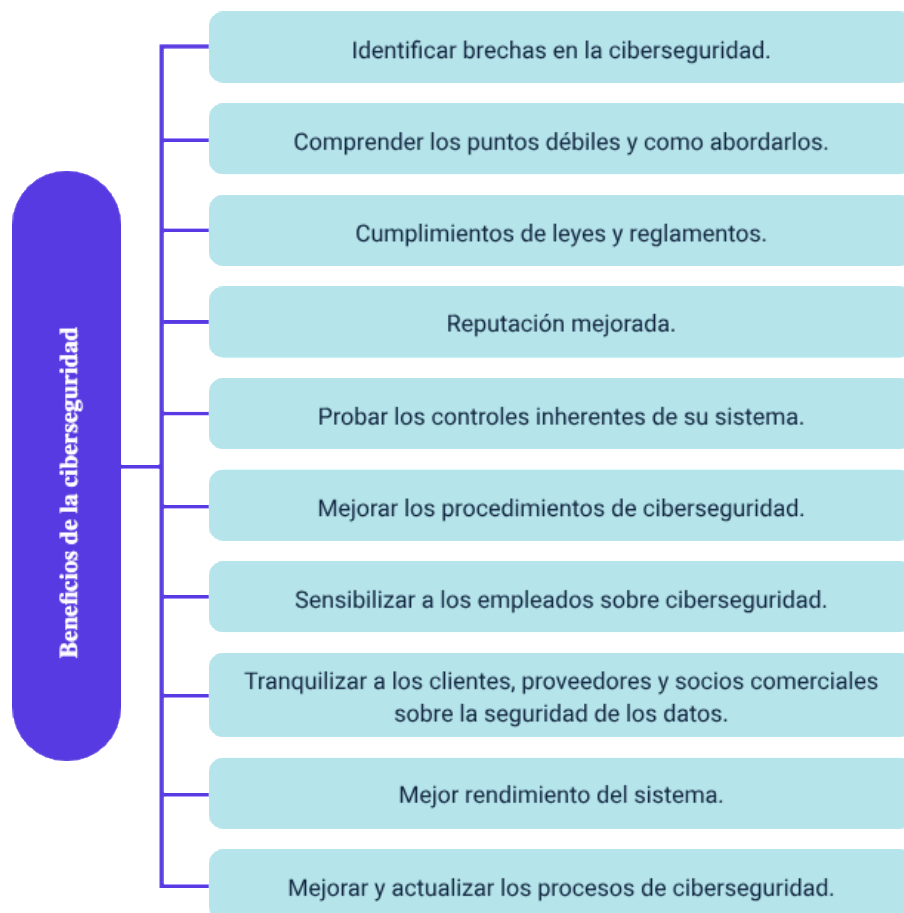 Beneficios de la ciberseguridad
Identificar brechas en la ciberseguridad.
Comprender los puntos débiles y como abordarlos.
Cumplimientos de leyes y reglamentos.
Reputación mejorada.
Probar los controles inherentes de su sistema.
Mejorar los procedimientos de ciberseguridad.
Sensibilizar a los empleados sobre ciberseguridad.
Tranquilizar a los clientes, proveedores y socios comerciales
sobre la seguridad de los datos.
Mejor rendimiento del sistema.
Mejorar y actualizar los procesos de ciberseguridad.